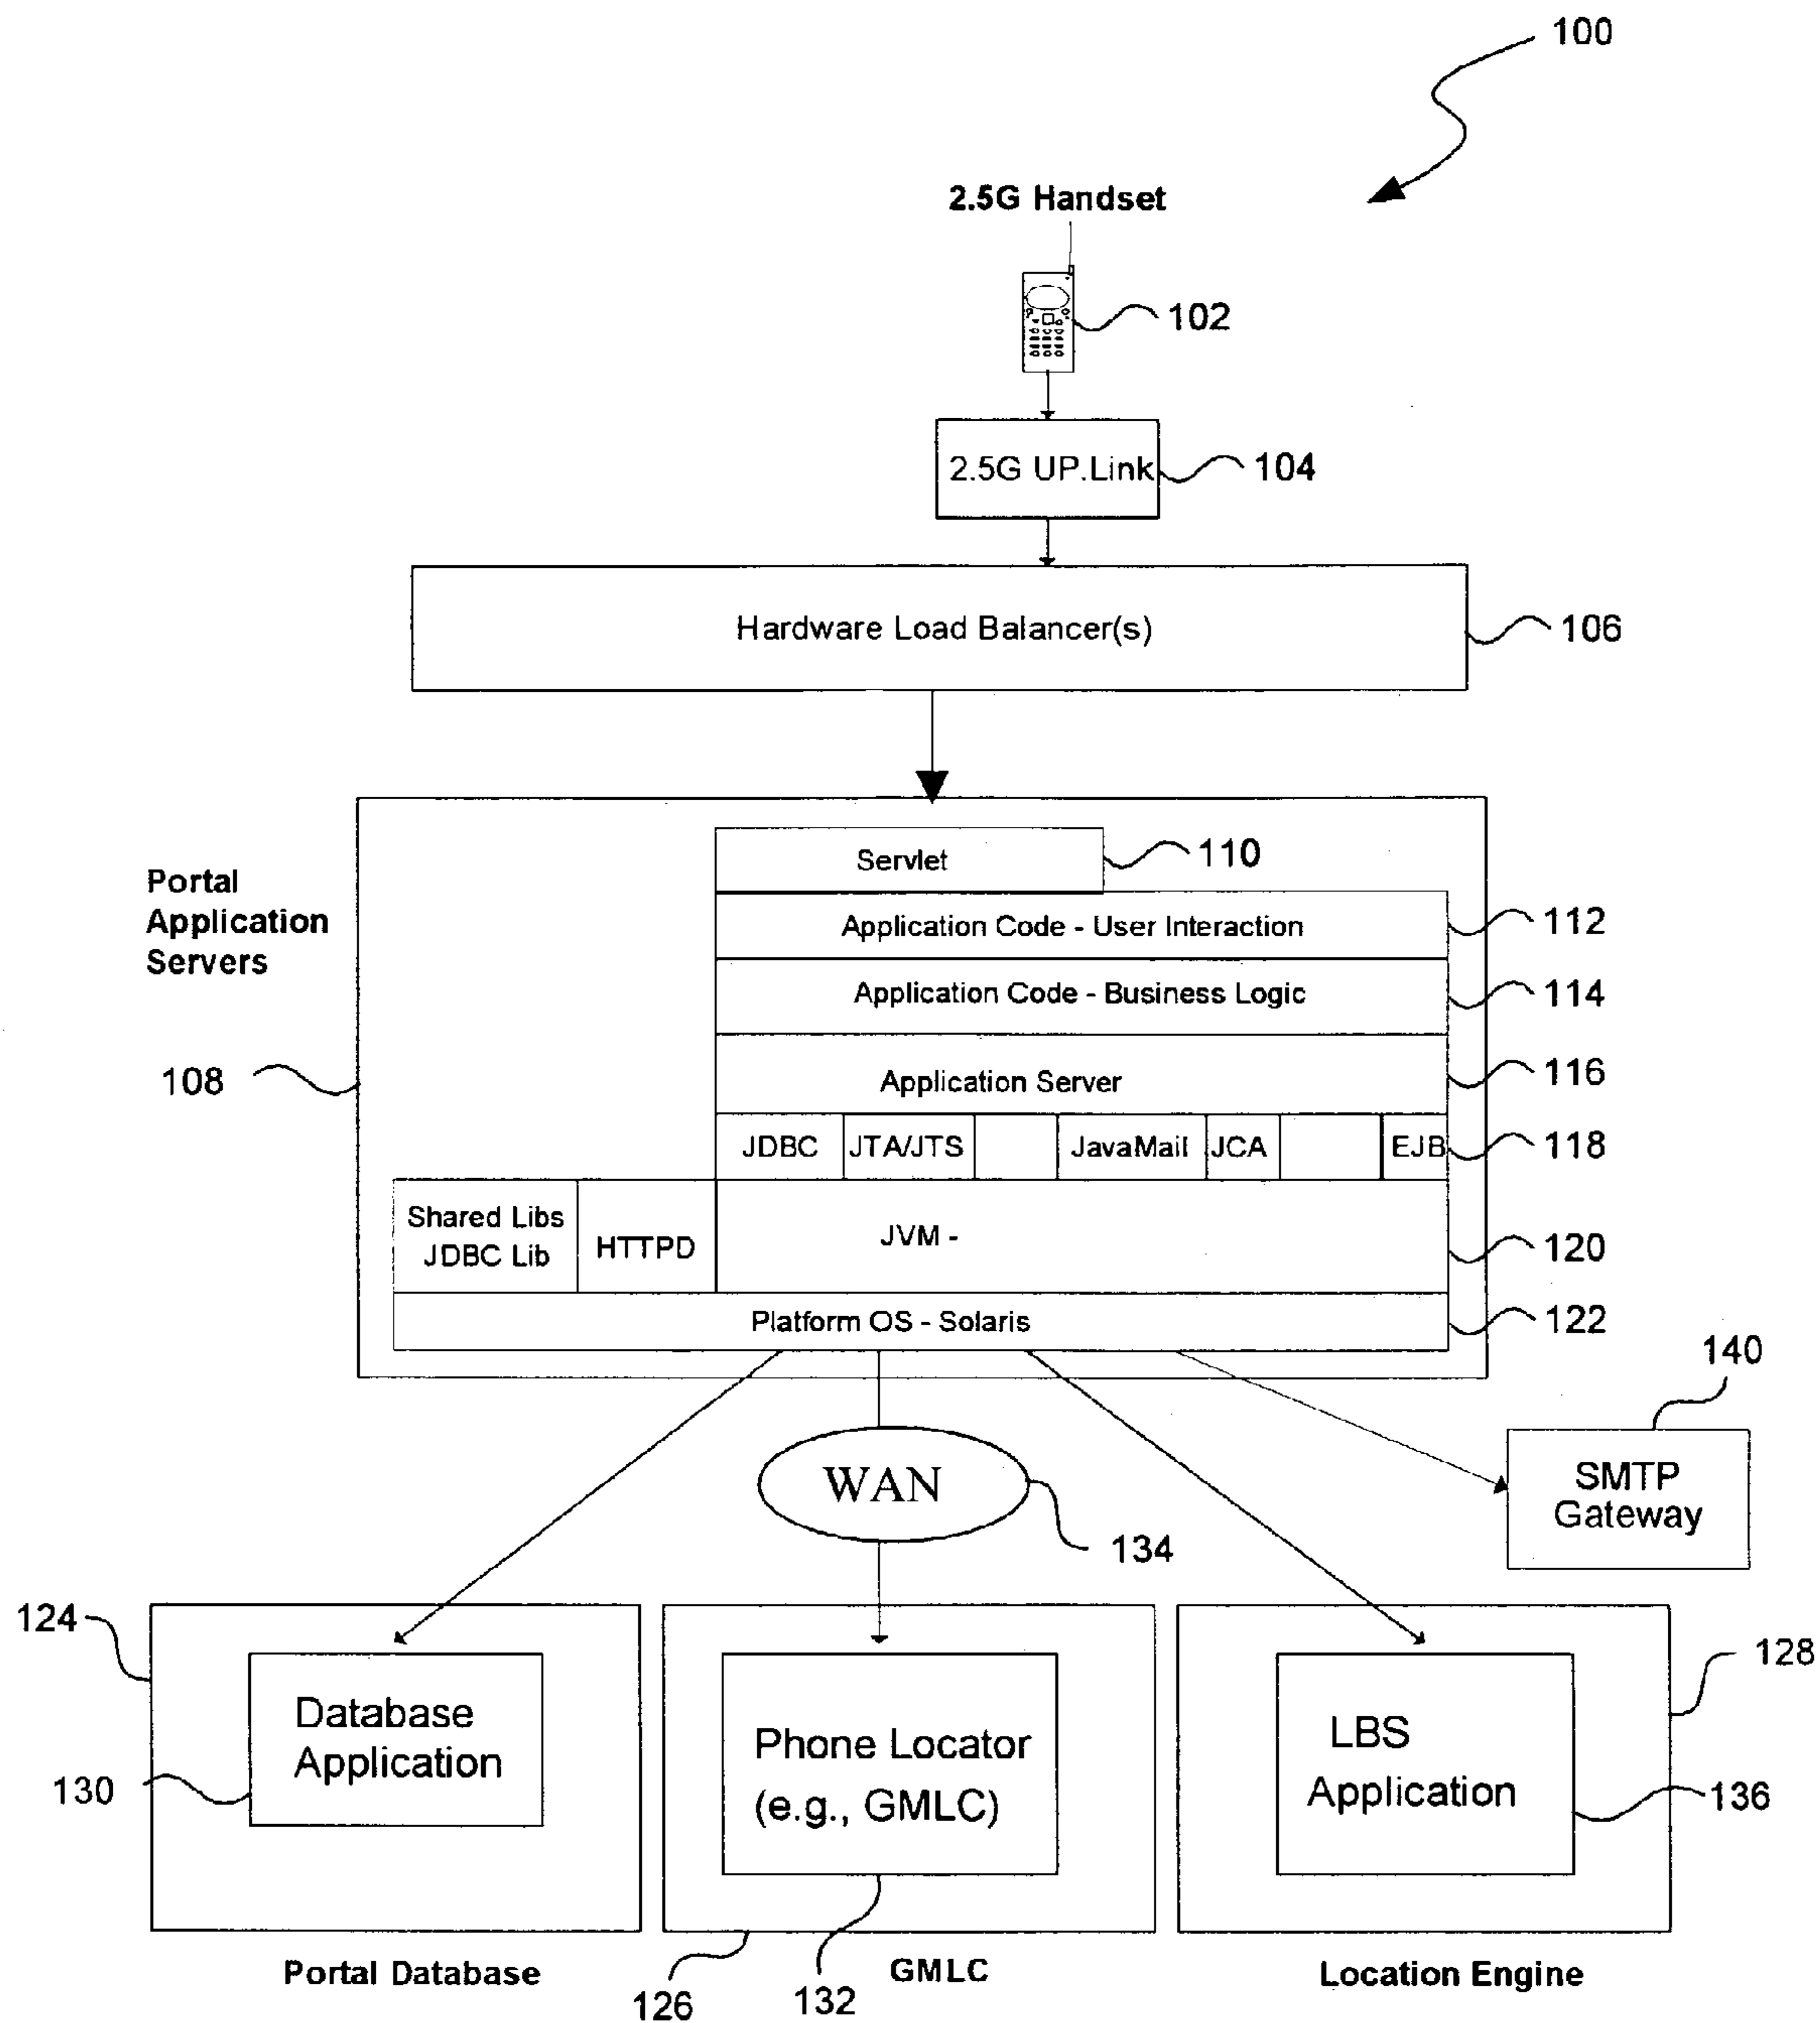 100
2.5G Handset
102
2.5G UP.Link
104
Hardware Load Balancer(s)
106
Portal
Application
Servers
108
Servlet
110
Application Code - User Interaction
112
Application Code - Business Logic
114
Application Server
116
JDBC
JTA/JTS
JavaMail
JCA
EJB
118
Shared Libs
JDBC Lib
HTTPD
JVM -
120
Platform OS - Solaris
122
140
SMTP
Gateway
WAN
134
124
Database
Application
130
Phone Locator
(e.g., GMLC)
132
126
LBS
Application
136
128
Portal Database
GMLC
Location Engine